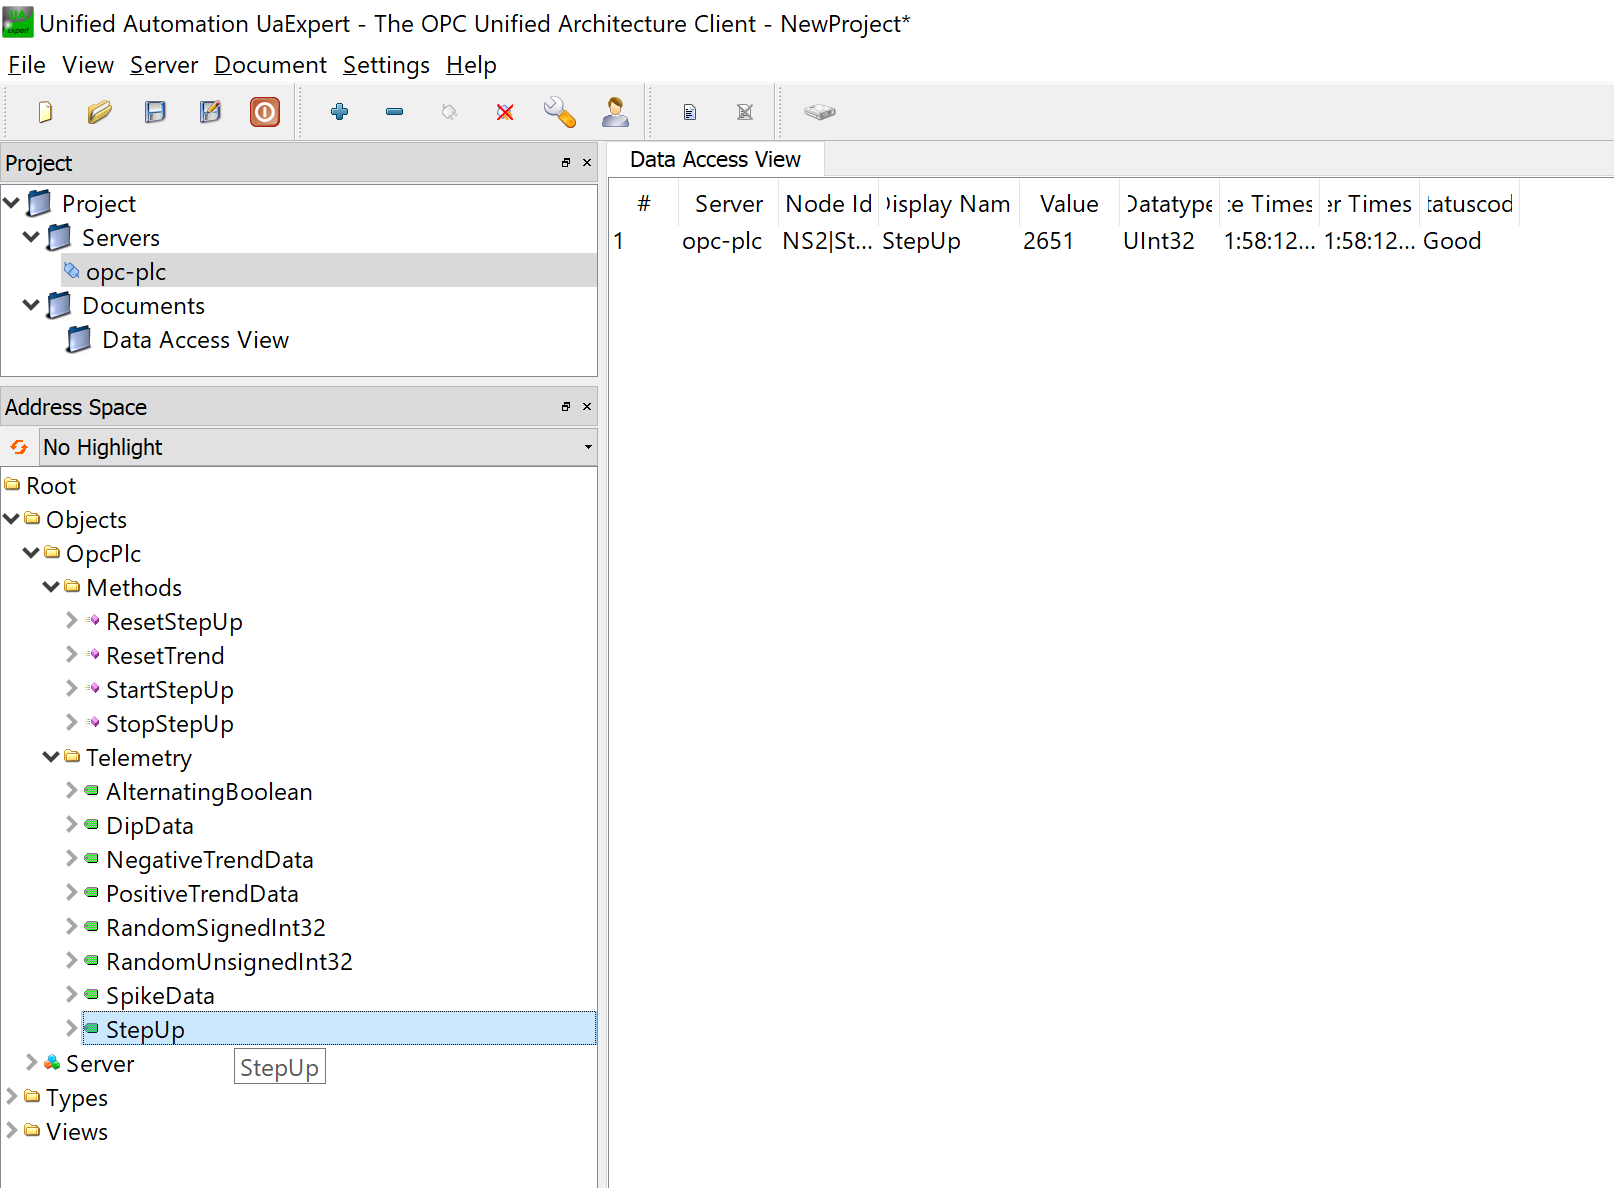 Unified Automation UaExpert - The OPC Unified Architecture Client - NewProject*
File View Server Document Settings Help
Project
Project
Servers
opc-plc
Documents
Data Access View
Address Space
No Highlight
Root
Objects
OpcPlc
Methods
ResetStepUp
ResetTrend
StartStepUp
StopStepUp
Telemetry
AlternatingBoolean
DipData
NegativeTrendData
PositiveTrendData
RandomSignedInt32
RandomUnsignedInt32
SpikeData
StepUp
Server
StepUp
Types
Views
Data Access View
# Server Node Id Display Nam Value Datatype ce Times er Times tatuscod
1 opc-plc NS2|St... StepUp 2651 UInt32 1:58:12... 1:58:12... Good